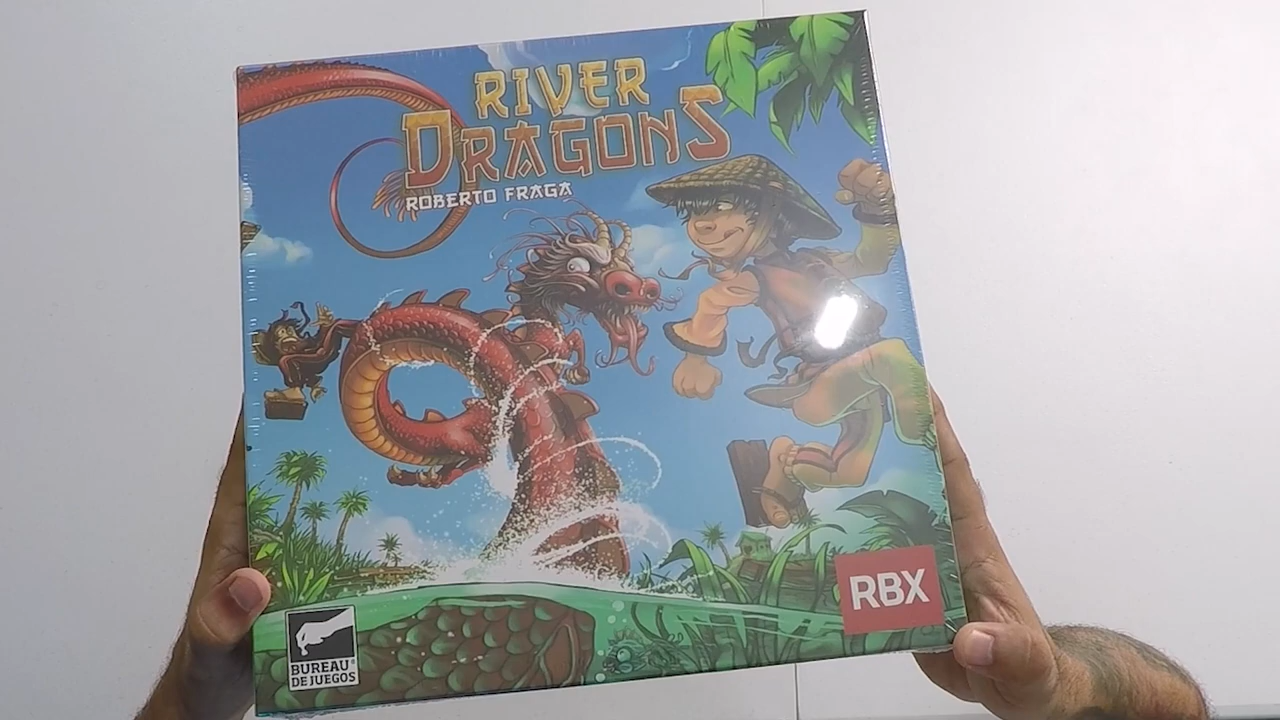 RIVER
DRAGONS
ROBERTO FRAGA
RBX
BUREAU
DE JUEGOS